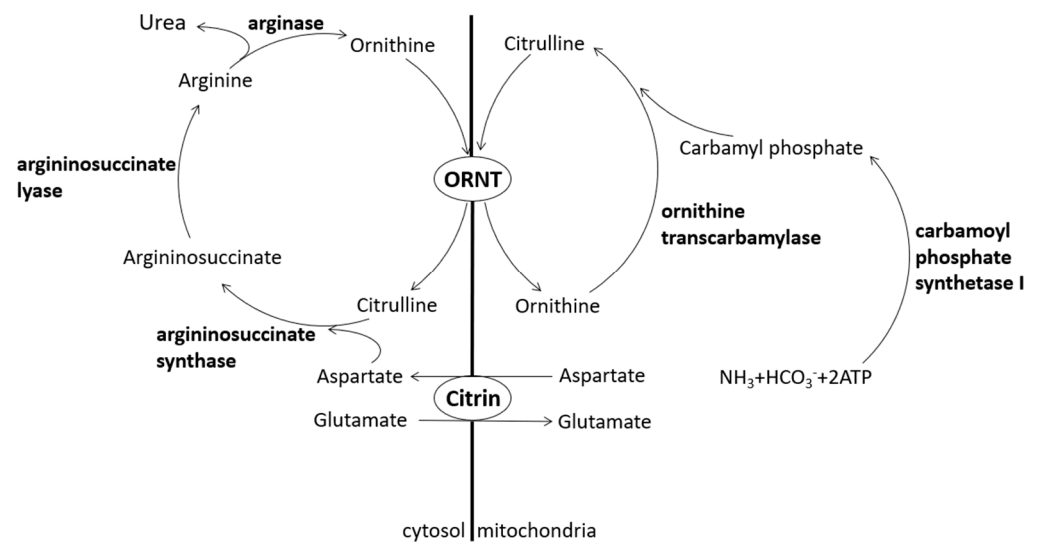 Urea
arginase
Ornithine
Citrulline
Arginine
Carbamyl phosphate
argininosuccinate
lyase
ORNT
ornithine
transcarbamylase
carbamoyl
phosphate
synthetase I
Argininosuccinate
Citrulline
Ornithine
argininosuccinate
synthase
Aspartate
Aspartate
NH₃+HCO₃⁻+2ATP
Citrin
Glutamate
Glutamate
cytosol
mitochondria